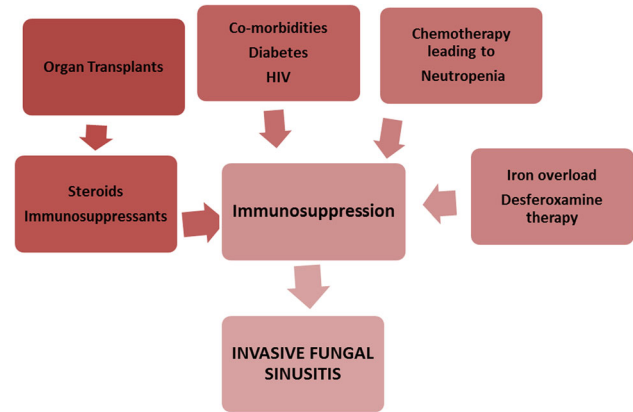 Organ Transplants
Co-morbidities
Diabetes
HIV
Chemotherapy
leading to
Neutropenia
Steroids
Immunosuppressants
Immunosuppression
Iron overload
Desferoxamine
therapy
INVASIVE FUNGAL
SINUSITIS